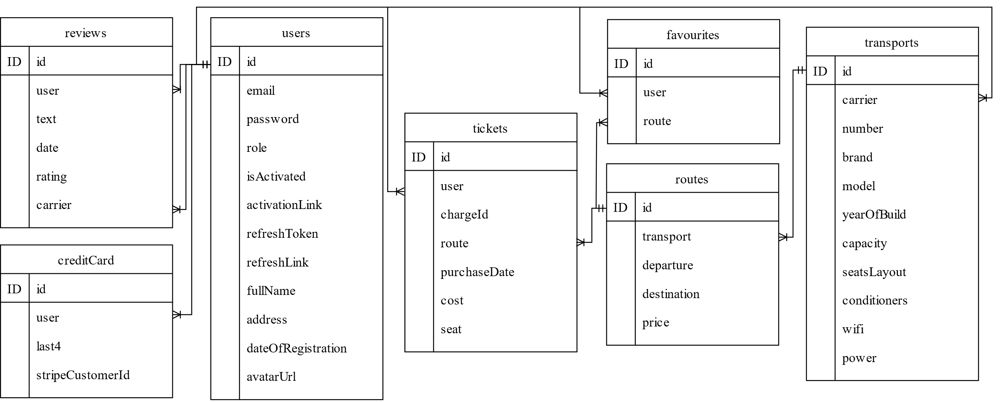 reviews
ID id
user
text
date
rating
carrier
creditCard
ID id
user
last4
stripeCustomerId
users
ID id
email
password
role
isActivated
activationLink
refreshToken
refreshLink
fullName
address
dateOfRegistration
avatarUrl
tickets
ID id
user
chargeId
route
purchaseDate
cost
seat
favourites
ID id
user
route
routes
ID id
transport
departure
destination
price
transports
ID id
carrier
number
brand
model
yearOfBuild
capacity
seatsLayout
conditioners
wifi
power